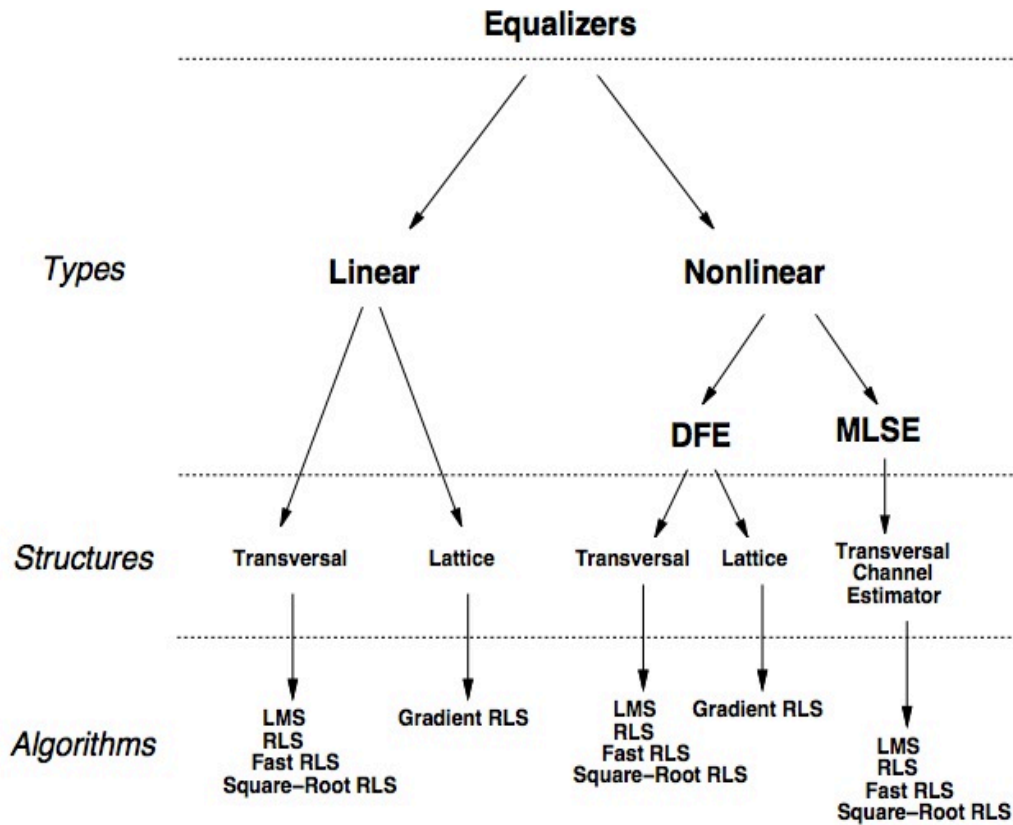 Equalizers
Types
Linear
Nonlinear
DFE
MLSE
Structures
Transversal
Lattice
Transversal
Lattice
Transversal
Channel
Estimator
Algorithms
LMS
RLS
Fast RLS
Square–Root RLS
Gradient RLS
LMS
RLS
Fast RLS
Square–Root RLS
Gradient RLS
LMS
RLS
Fast RLS
Square–Root RLS